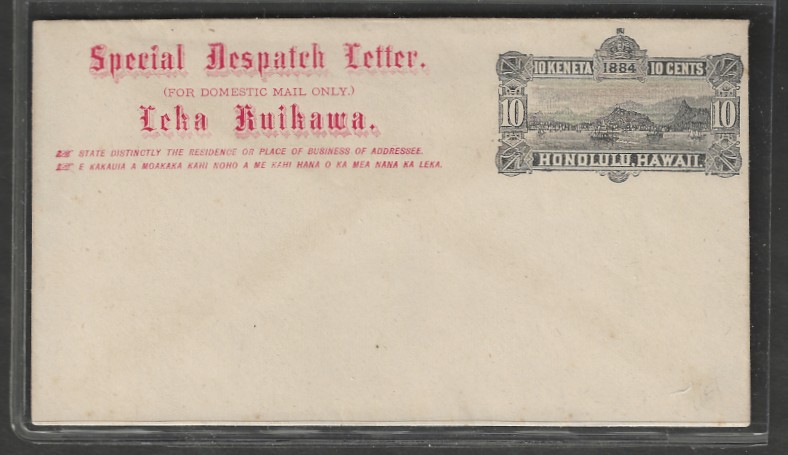 Special Despatch Letter.
(FOR DOMESTIC MAIL ONLY.)
Leka Kuikawa.
STATE DISTINCTLY THE RESIDENCE OR PLACE OF BUSINESS OF ADDRESSEE.
E KAKAUIA A MOAKAKA KAHI NOHO A ME KAHI HANA O KA MEA NANA KA LEKA.
10 KENETA 1884 10 CENTS
10 10
HONOLULU, HAWAII.